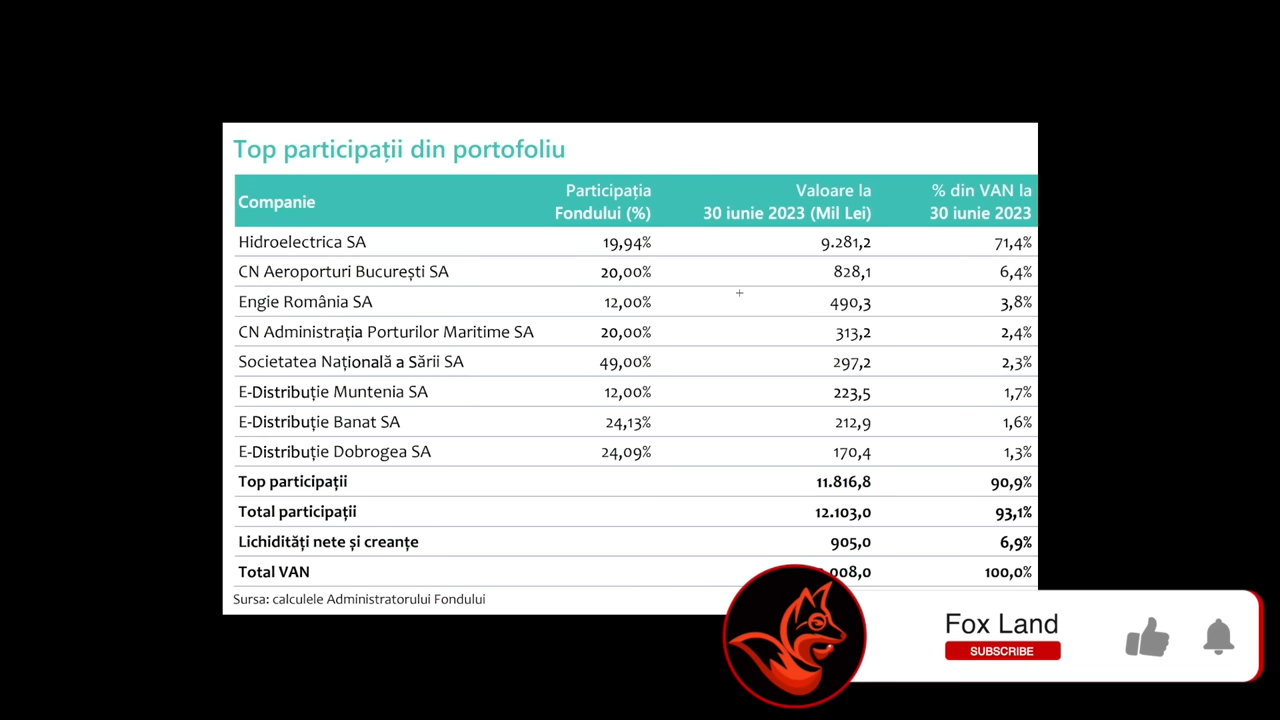 Top participații din portofoliu
Companie Participația Fondului (%) Valoare la 30 iunie 2023 (Mil Lei) % din VAN la 30 iunie 2023
Hidroelectrica SA 19,94% 9.281,2 71,4%
CN Aeroporturi București SA 20,00% 828,1 6,4%
Engie România SA 12,00% 490,3 3,8%
CN Administrația Porturilor Maritime SA 20,00% 313,2 2,4%
Societatea Națională a Sării SA 49,00% 297,2 2,3%
E-Distribuție Muntenia SA 12,00% 223,5 1,7%
E-Distribuție Banat SA 24,13% 212,9 1,6%
E-Distribuție Dobrogea SA 24,09% 170,4 1,3%
Top participații 11.816,8 90,9%
Total participații 12.103,0 93,1%
Lichidități nete și creanțe 905,0 6,9%
Total VAN 100,0%
Sursa: calculele Administratorului Fondului
Fox Land
SUBSCRIBE